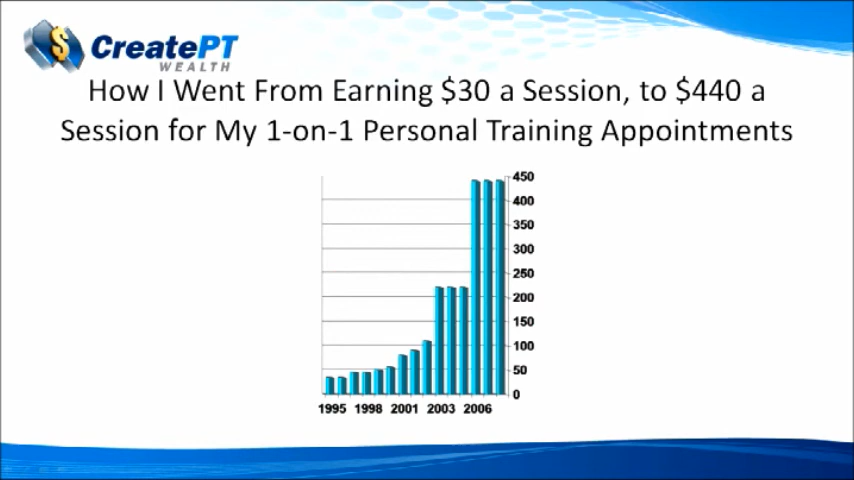 CreatePT
WEALTH
How I Went From Earning $30 a Session, to $440 a
Session for My 1-on-1 Personal Training Appointments
450
400
350
300
250
200
150
100
50
0
1995 1998 2001 2003 2006